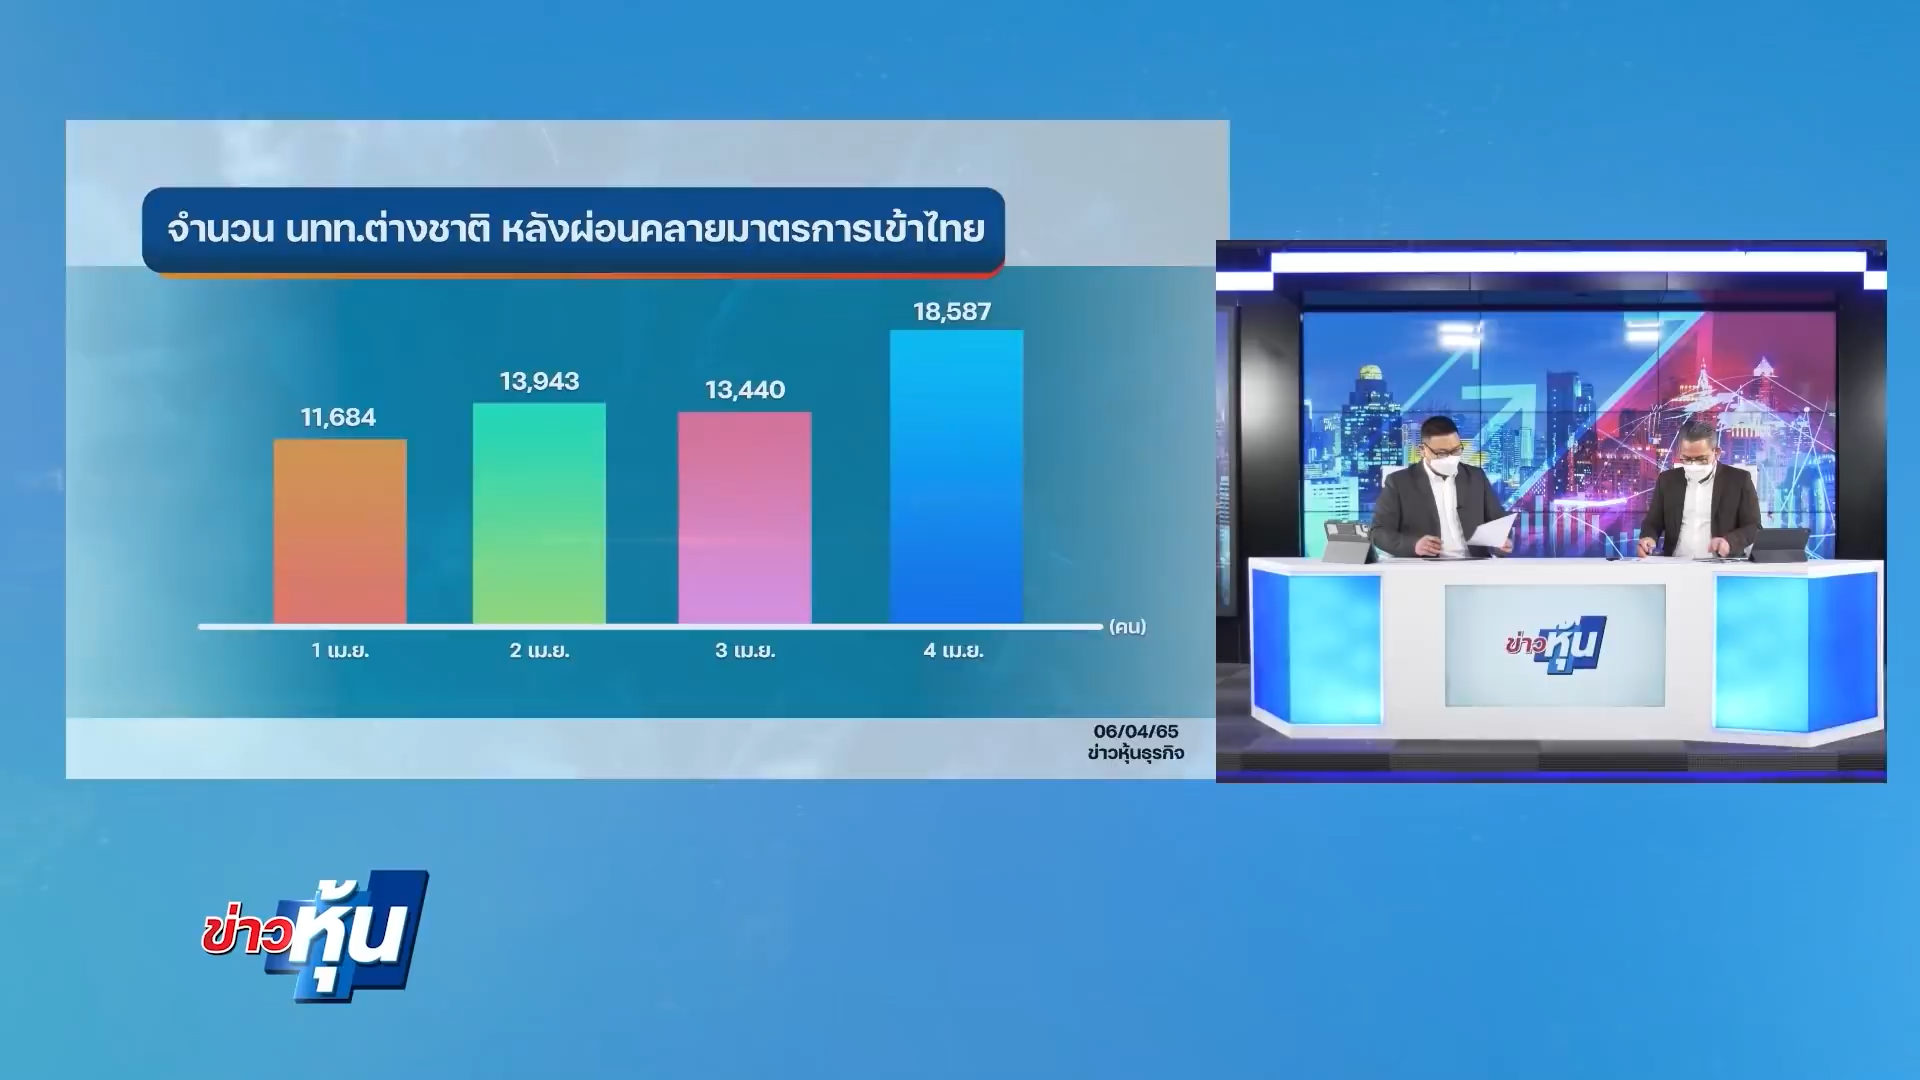 จำนวน นทท.ต่างชาติ หลังผ่อนคลายมาตรการเข้าไทย
11,684
13,943
13,440
18,587
(คน)
1 เม.ย.
2 เม.ย.
3 เม.ย.
4 เม.ย.
06/04/65
ข่าวหุ้นธุรกิจ
ข่าวหุ้น
ข่าวหุ้น